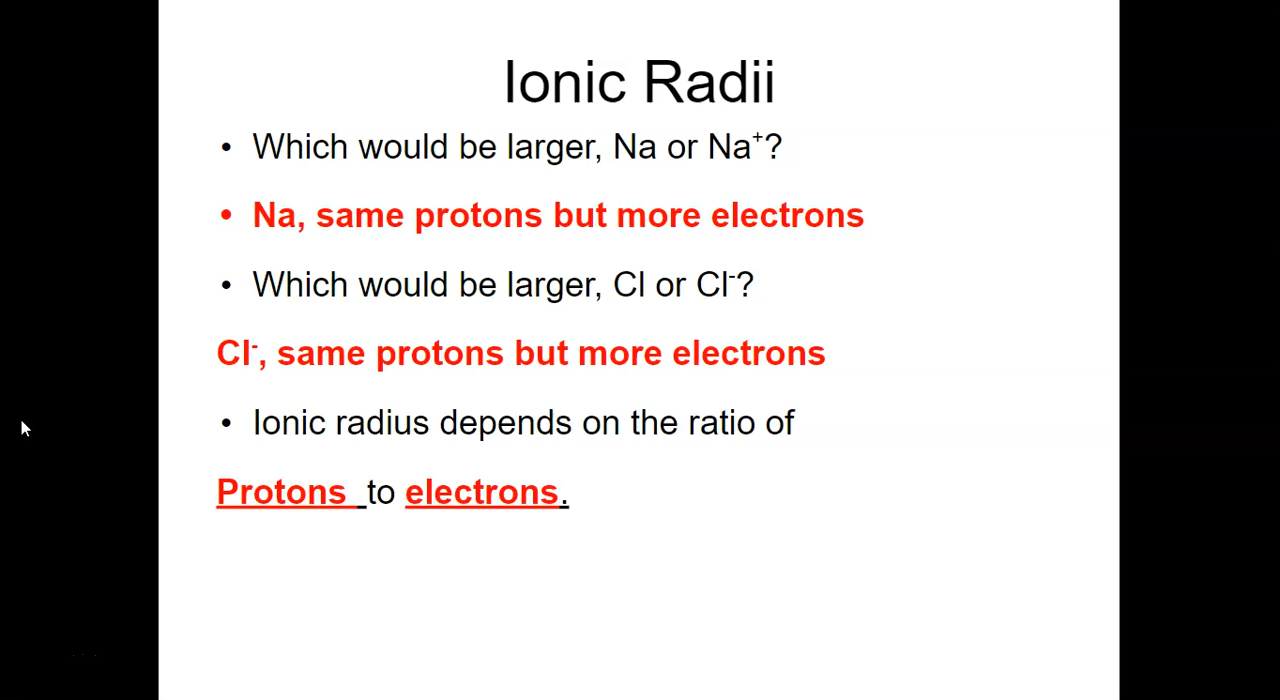 Ionic Radii
• Which would be larger, Na or Na⁺?
• Na, same protons but more electrons
• Which would be larger, Cl or Cl⁻?
Cl⁻, same protons but more electrons
• Ionic radius depends on the ratio of
Protons _to electrons.